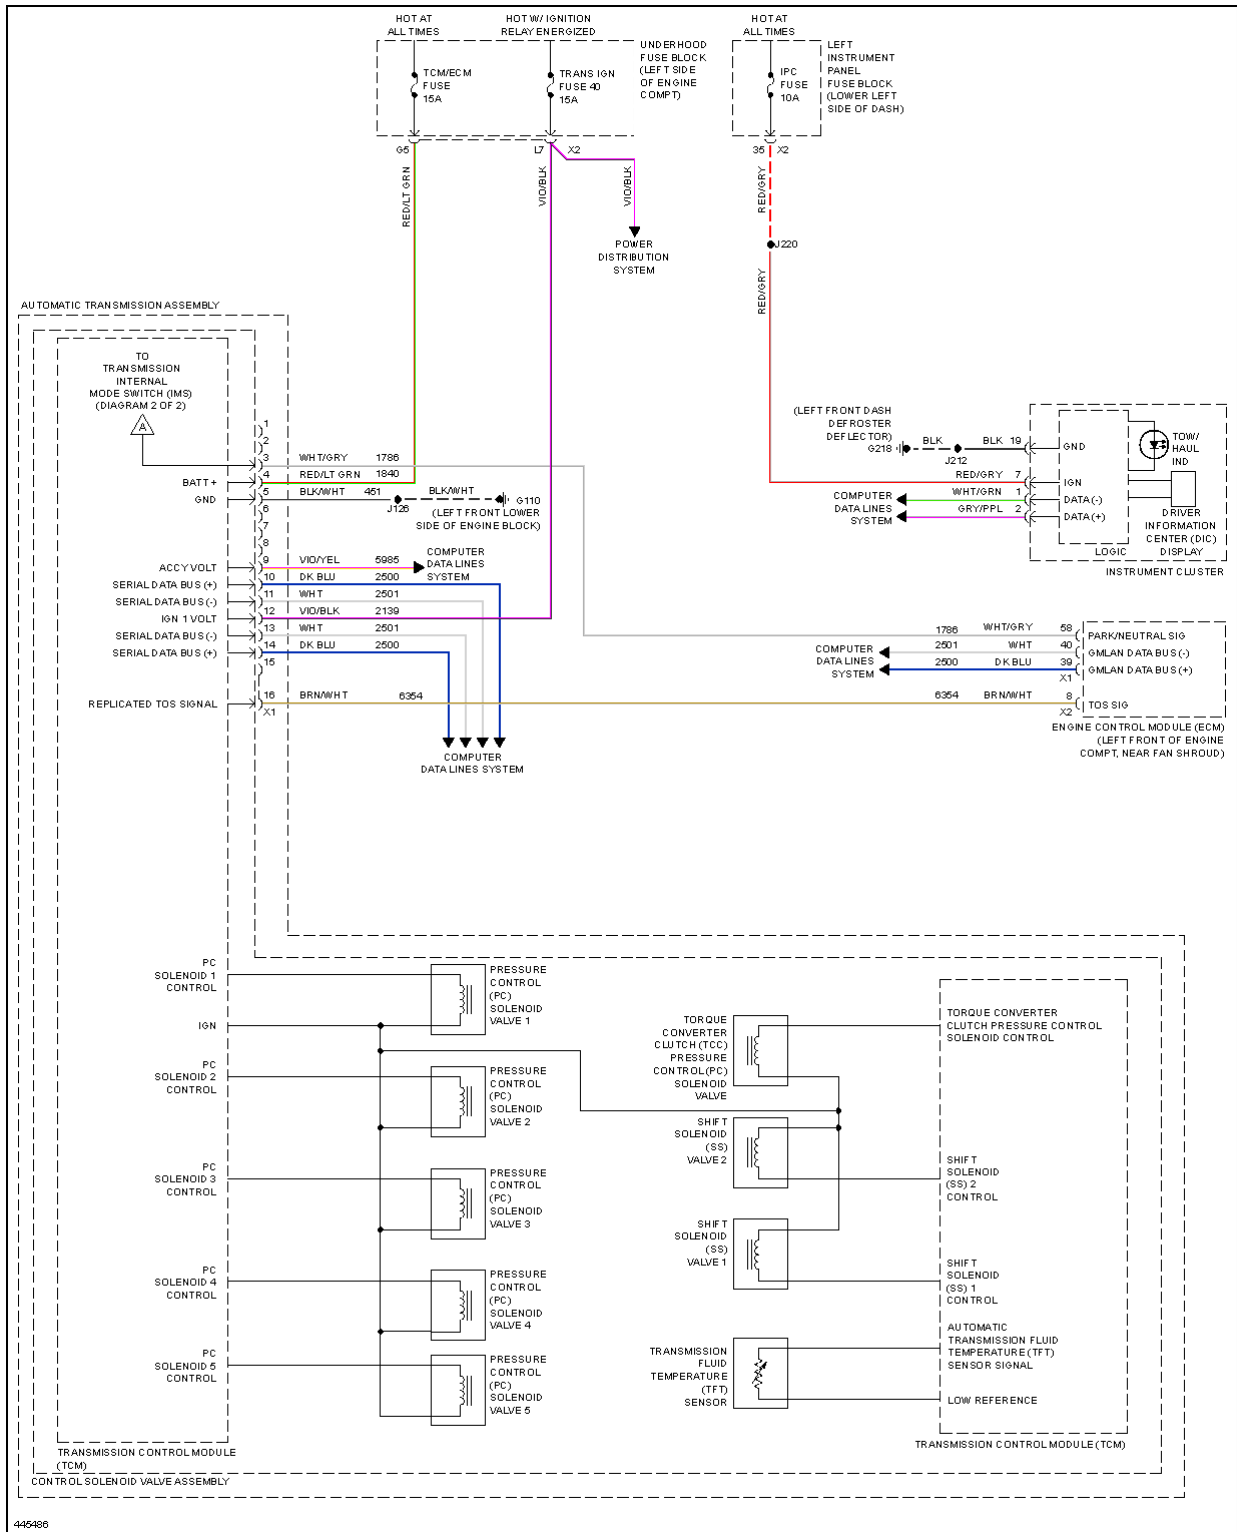 HOT AT
ALL TIMES
HOT W/ IGNITION
RELAY ENERGIZED
HOT AT
ALL TIMES
TCM/ECM
FUSE
15A
TRANS IGN
FUSE 40
15A
UNDERHOOD
FUSE BLOCK
(LEFT SIDE
OF ENGINE
COMPT)
IPC
FUSE
10A
LEFT
INSTRUMENT
PANEL
FUSE BLOCK
(LOWER LEFT
SIDE OF DASH)
G5
L7
X2
35
X2
RED/LT GRN
VIO/BLK
VIO/BLK
RED/GRY
POWER
DISTRIBUTION
SYSTEM
J220
RED/GRY
AUTOMATIC TRANSMISSION ASSEMBLY
TO
TRANSMISSION
INTERNAL
MODE SWITCH (IMS)
(DIAGRAM 2 OF 2)
A
1
2
3 WHT/GRY 1786
BATT + 4 RED/LT GRN 1840
GND 5 BLK/WHT 451
BLK/WHT
J126
G110
(LEFT FRONT LOWER
SIDE OF ENGINE BLOCK)
6
7
8
ACCY VOLT 9 VIO/YEL 5985
COMPUTER
DATA LINES
SYSTEM
SERIAL DATA BUS (+) 10 DK BLU 2500
SERIAL DATA BUS (-) 11 WHT 2501
IGN 1 VOLT 12 VIO/BLK 2139
SERIAL DATA BUS (-) 13 WHT 2501
SERIAL DATA BUS (+) 14 DK BLU 2500
15
REPLICATED TOS SIGNAL 16 BRN/WHT 6354
X1
COMPUTER
DATA LINES SYSTEM
(LEFT FRONT DASH
DEFROSTER
DEFLECTOR)
G218
BLK
J212
BLK 19
GND
RED/GRY 7
IGN
WHT/GRN 1
DATA (-)
GRY/PPL 2
DATA (+)
COMPUTER
DATA LINES
SYSTEM
TOW/
HAUL
IND
DRIVER
INFORMATION
CENTER (DIC)
DISPLAY
LOGIC
INSTRUMENT CLUSTER
1786 WHT/GRY 58 PARK/NEUTRAL SIG
2501 WHT 40 GMLAN DATA BUS (-)
2500 DK BLU 39 GMLAN DATA BUS (+)
X1
COMPUTER
DATA LINES
SYSTEM
6354 BRN/WHT 8 TOS SIG
X2
ENGINE CONTROL MODULE (ECM)
(LEFT FRONT OF ENGINE
COMPT, NEAR FAN SHROUD)
PC
SOLENOID 1
CONTROL
IGN
PC
SOLENOID 2
CONTROL
PC
SOLENOID 3
CONTROL
PC
SOLENOID 4
CONTROL
PC
SOLENOID 5
CONTROL
PRESSURE
CONTROL
(PC)
SOLENOID
VALVE 1
PRESSURE
CONTROL
(PC)
SOLENOID
VALVE 2
PRESSURE
CONTROL
(PC)
SOLENOID
VALVE 3
PRESSURE
CONTROL
(PC)
SOLENOID
VALVE 4
PRESSURE
CONTROL
(PC)
SOLENOID
VALVE 5
TORQUE
CONVERTER
CLUTCH (TCC)
PRESSURE
CONTROL(PC)
SOLENOID
VALVE
SHIFT
SOLENOID
(SS)
VALVE 2
SHIFT
SOLENOID
(SS)
VALVE 1
TRANSMISSION
FLUID
TEMPERATURE
(TFT)
SENSOR
TORQUE CONVERTER
CLUTCH PRESSURE CONTROL
SOLENOID CONTROL
SHIFT
SOLENOID
(SS) 2
CONTROL
SHIFT
SOLENOID
(SS) 1
CONTROL
AUTOMATIC
TRANSMISSION FLUID
TEMPERATURE (TFT)
SENSOR SIGNAL
LOW REFERENCE
TRANSMISSION CONTROL MODULE (TCM)
TRANSMISSION CONTROL MODULE
(TCM)
CONTROL SOLENOID VALVE ASSEMBLY
445486